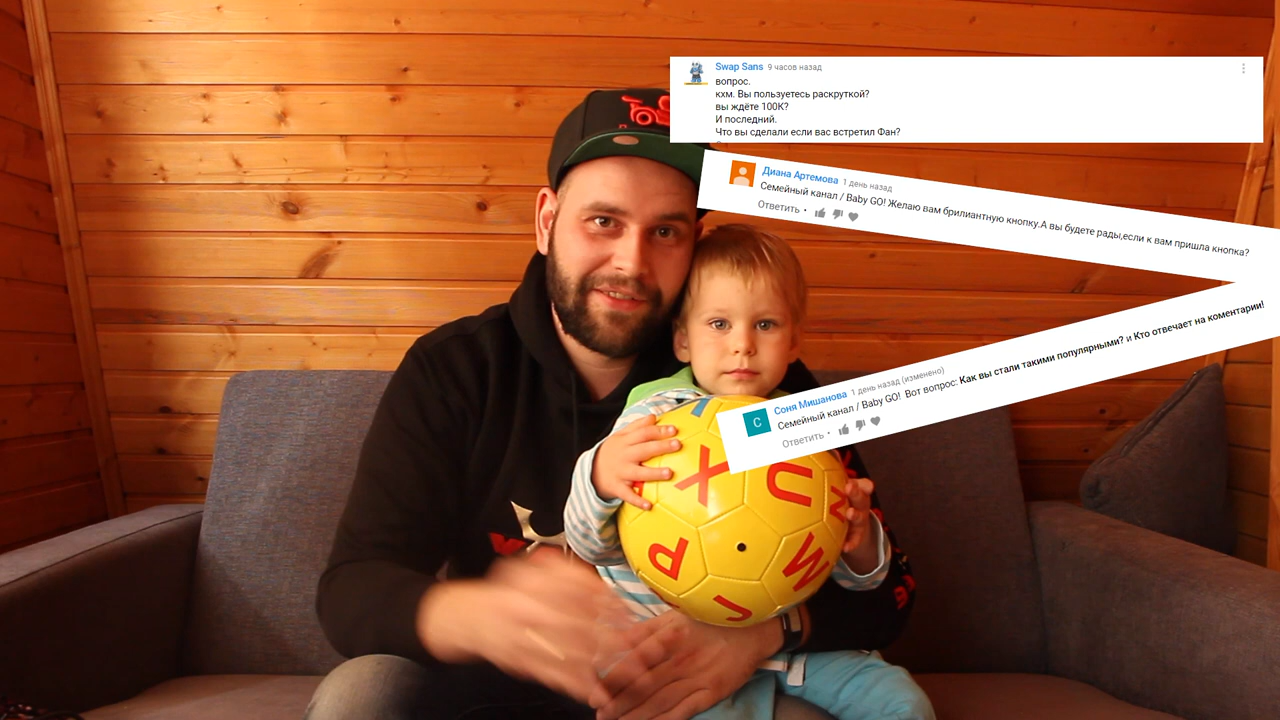 Swap Sans 9 часов назад
вопрос.
кхм. Вы пользуетесь раскруткой?
вы ждёте 100К?
И последний.
Что вы сделали если вас встретил Фан?
Диана Артемова 1 день назад
Семейный канал / Baby GO! Желаю вам брилиантную кнопку.А вы будете рады,если к вам пришла кнопка?
Ответить
Соня Мишанова 1 день назад (изменено)
Семейный канал / Baby GO! Вот вопрос: Как вы стали такими популярными? и Кто отвечает на коментарии!
Ответить
C
X
U
Z
P
W
J